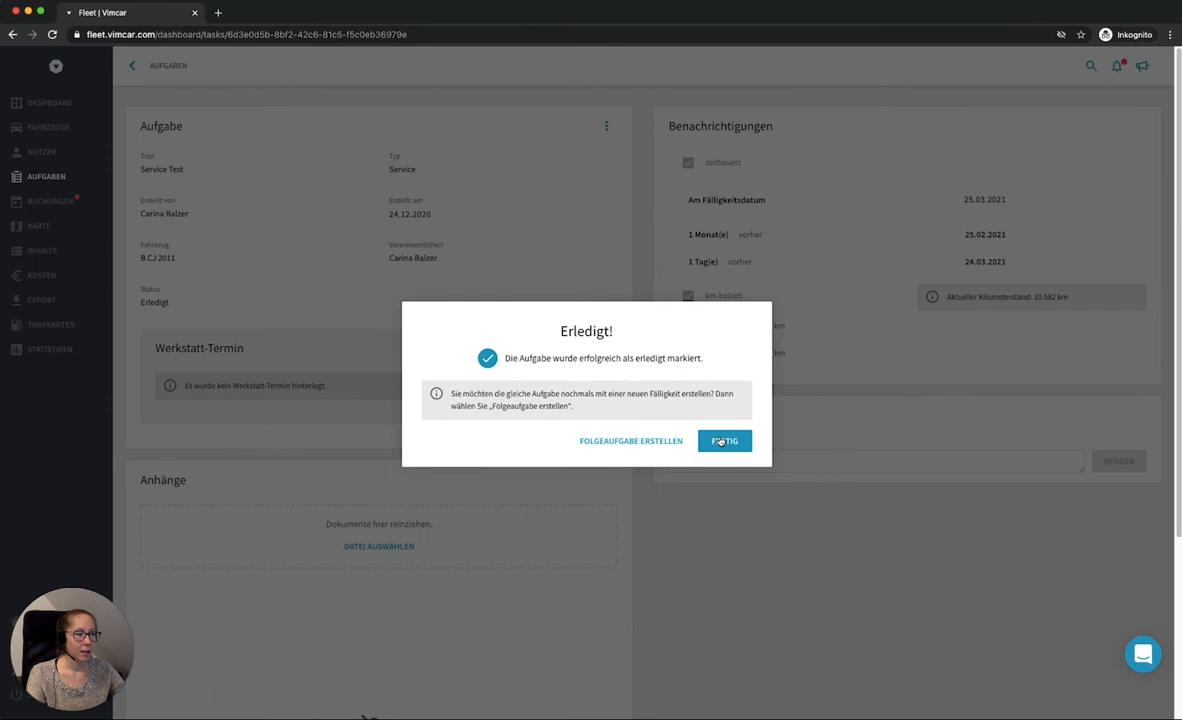 Fleet | Vimcar
fleet.vimcar.com/dashboard/tasks/6d3e0d5b-8bf2-42c6-81c5-f5c0eb36979e
Inkognito
AUFGABEN
DASHBOARD
FAHRZEUGE
NUTZER
AUFGABEN
BUCHUNGEN
KARTE
INHALTE
KOSTEN
EXPORT
TANKKARTEN
STATISTIKEN
Aufgabe
Titel
Service Test
Typ
Service
Erstellt von
Carina Balzer
Erstellt am
24.12.2020
Fahrzeug
B CJ 2011
Verantwortliche/r
Carina Balzer
Status
Erledigt
Werkstatt-Termin
Es wurde kein Werkstatt-Termin hinterlegt.
Anhänge
Dokumente hier reinziehen.
DATEI AUSWÄHLEN
Benachrichtigungen
zeitbasiert
Am Fälligkeitsdatum
25.03.2021
1 Monat(e) vorher
25.02.2021
1 Tag(e) vorher
24.03.2021
km-basiert
Aktueller Kilometerstand: 10.582 km
km
km
SENDEN
Erledigt!
Die Aufgabe wurde erfolgreich als erledigt markiert.
Sie möchten die gleiche Aufgabe nochmals mit einer neuen Fälligkeit erstellen? Dann
wählen Sie „Folgeaufgabe erstellen".
FOLGEAUFGABE ERSTELLEN